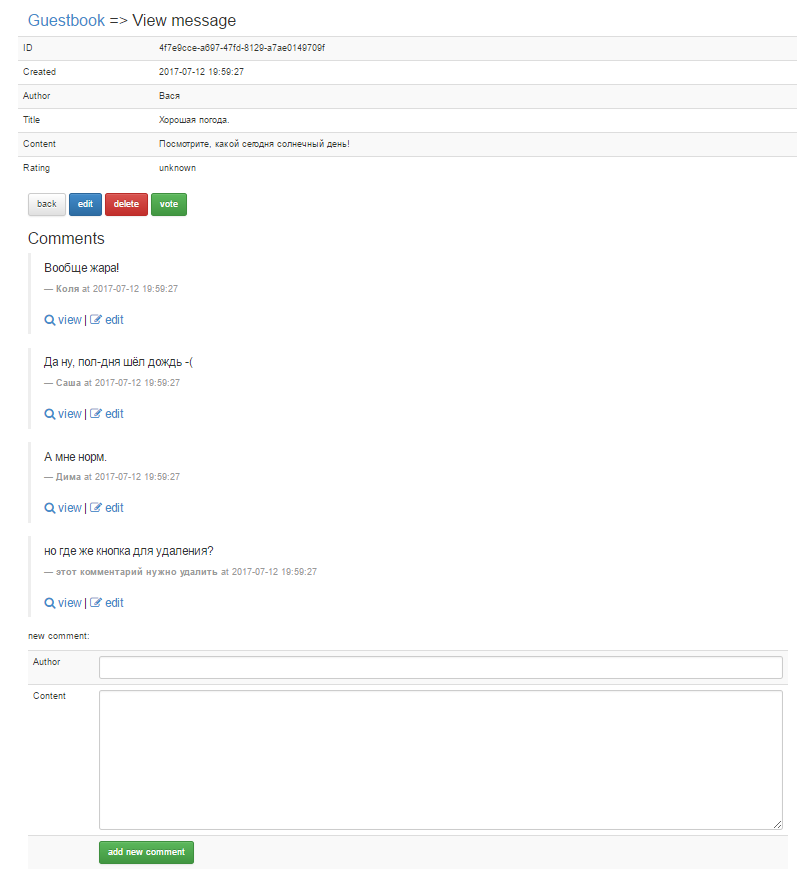 Guestbook => View message
ID 4f7e9cce-a697-47fd-8129-a7ae0149709f
Created 2017-07-12 19:59:27
Author Вася
Title Хорошая погода.
Content Посмотрите, какой сегодня солнечный день!
Rating unknown
back edit delete vote
Comments
Вообще жара!
— Коля at 2017-07-12 19:59:27
view | edit
Да ну, пол-дня шёл дождь -(
— Саша at 2017-07-12 19:59:27
view | edit
А мне норм.
— Дима at 2017-07-12 19:59:27
view | edit
но где же кнопка для удаления?
— этот комментарий нужно удалить at 2017-07-12 19:59:27
view | edit
new comment:
Author
Content
add new comment